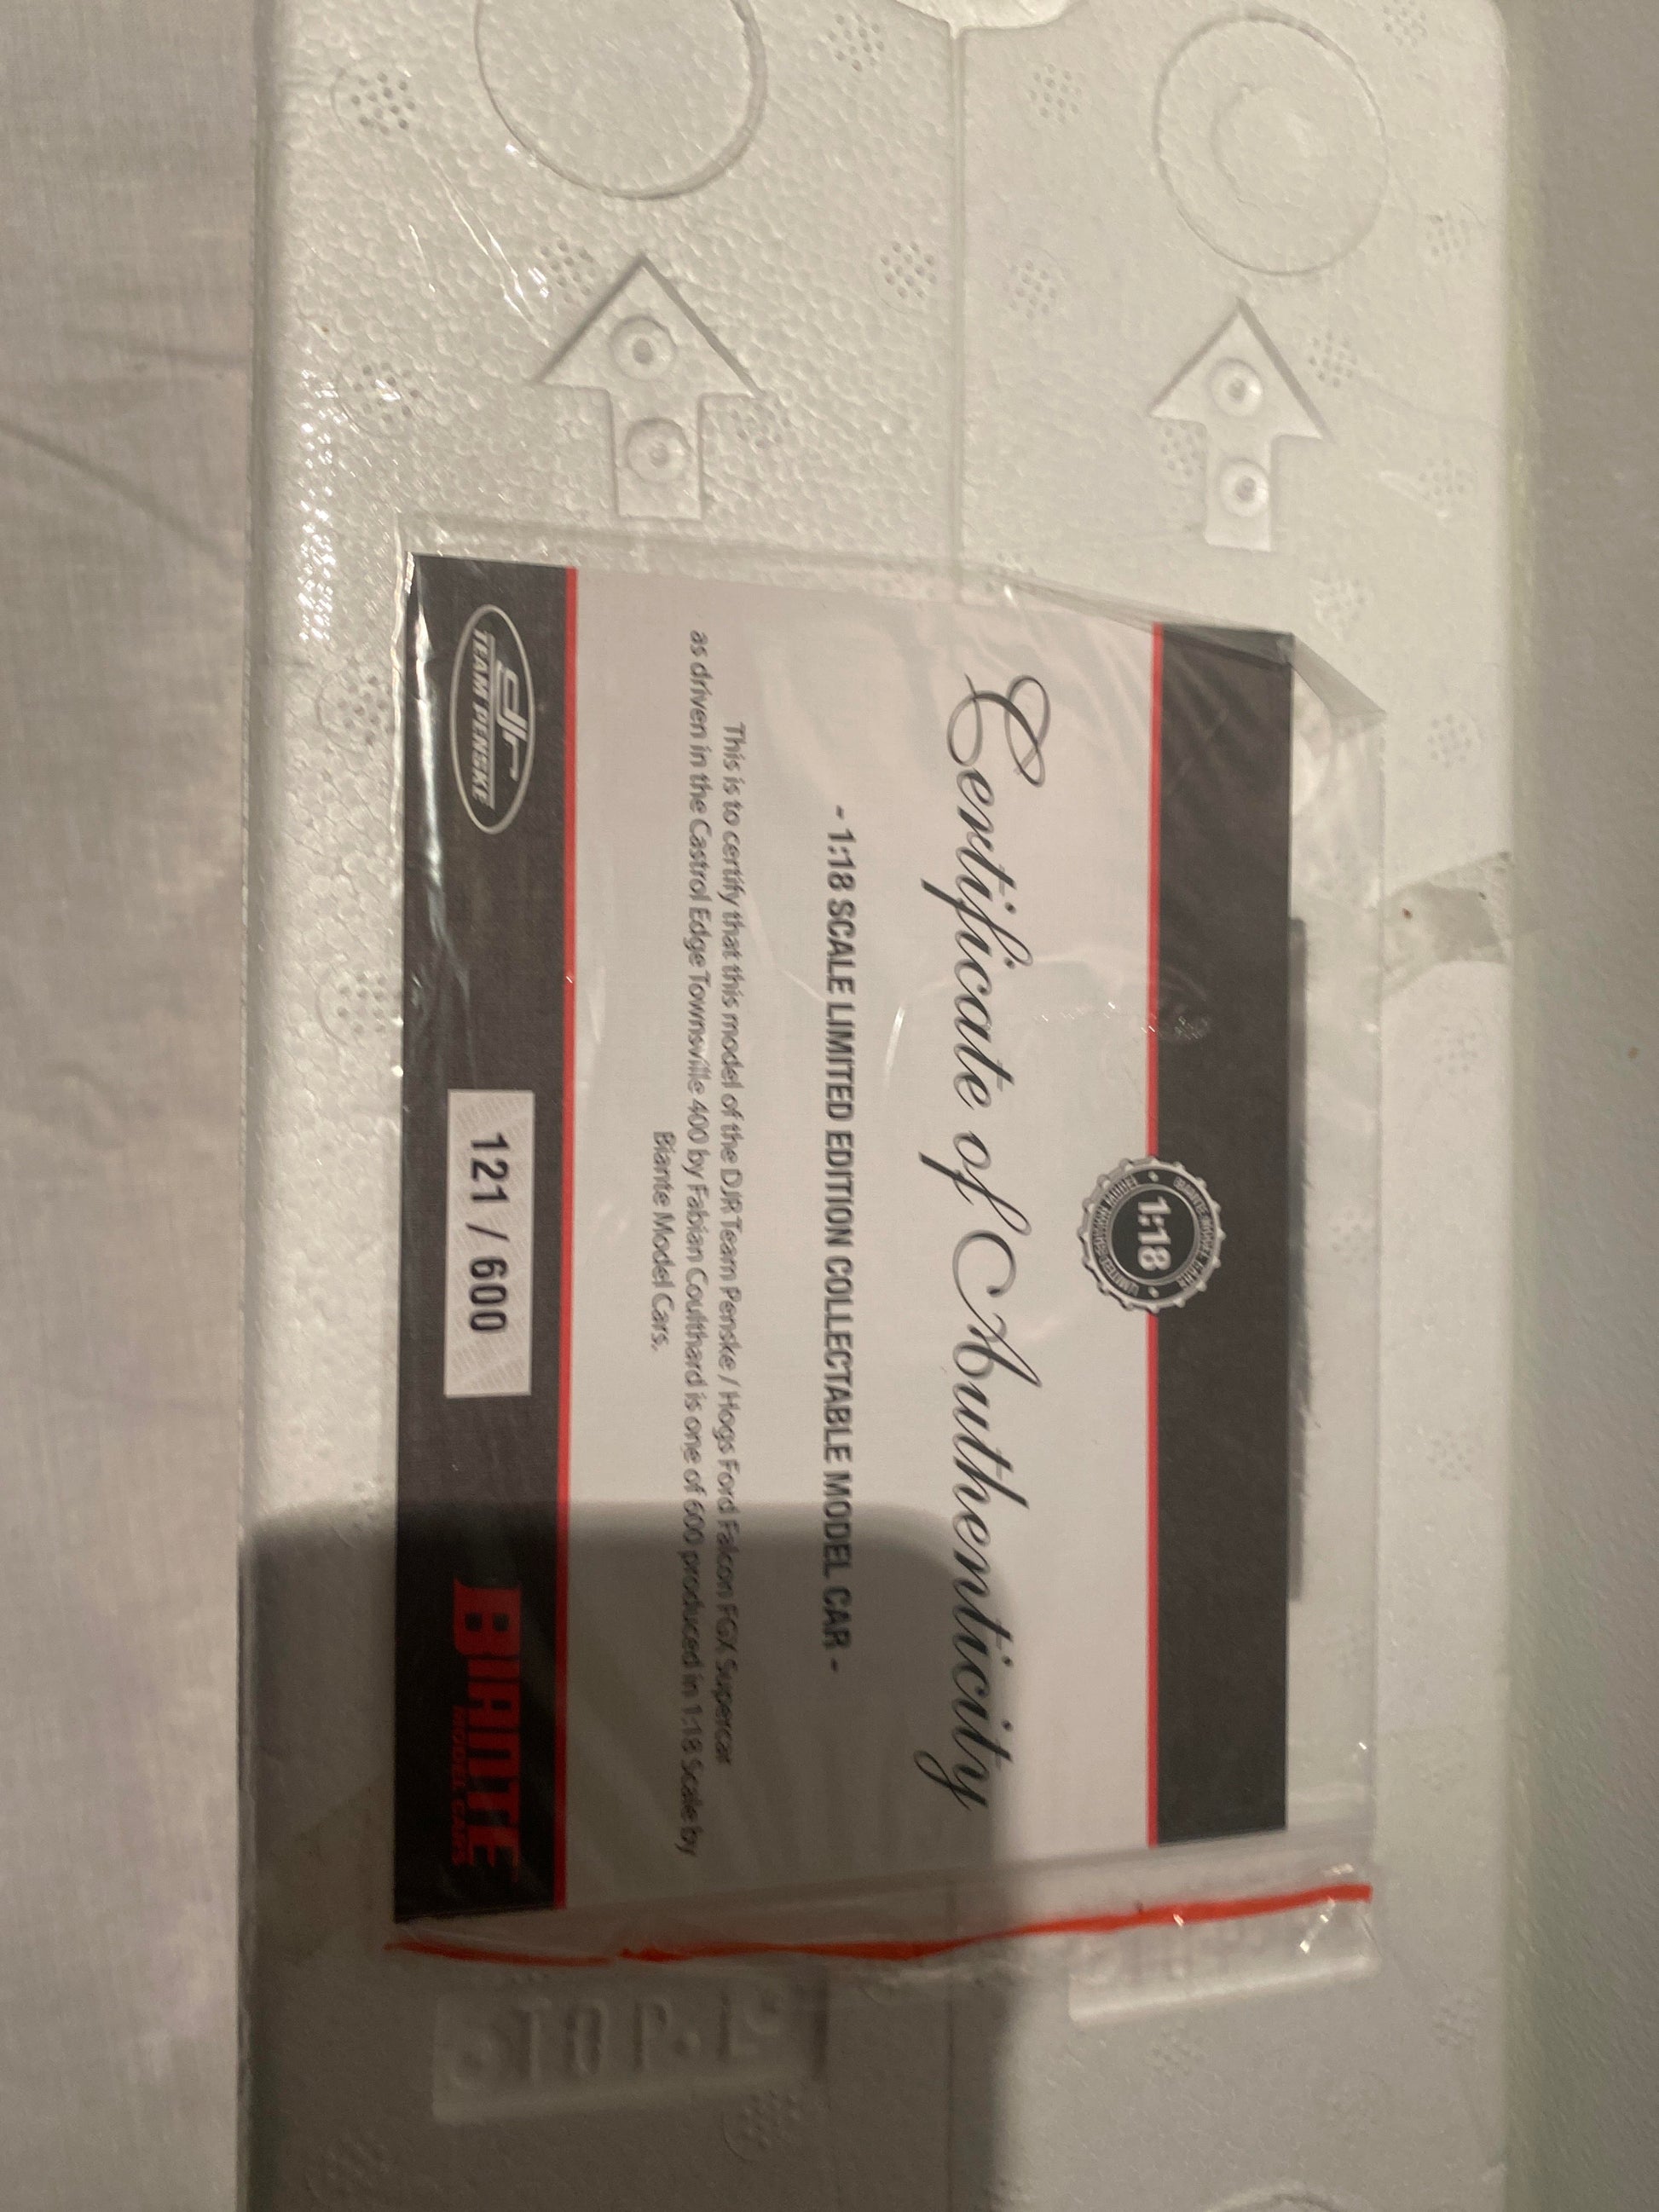 BIANTE MODEL CARS
1:18
Certificate of Authenticity
- 1:18 SCALE LIMITED EDITION COLLECTABLE MODEL CAR -
This is to certify that this model of the DJR Team Penske / Hogs Ford Falcon FGX Supercar
as driven in the Castrol Edge Townsville 400 by Fabian Coulthard is one of 600 produced in 1:18 Scale by
Biante Model Cars.
djr
TEAM PENSKE
121 / 600
BIANTE
MODEL CARS
TOP